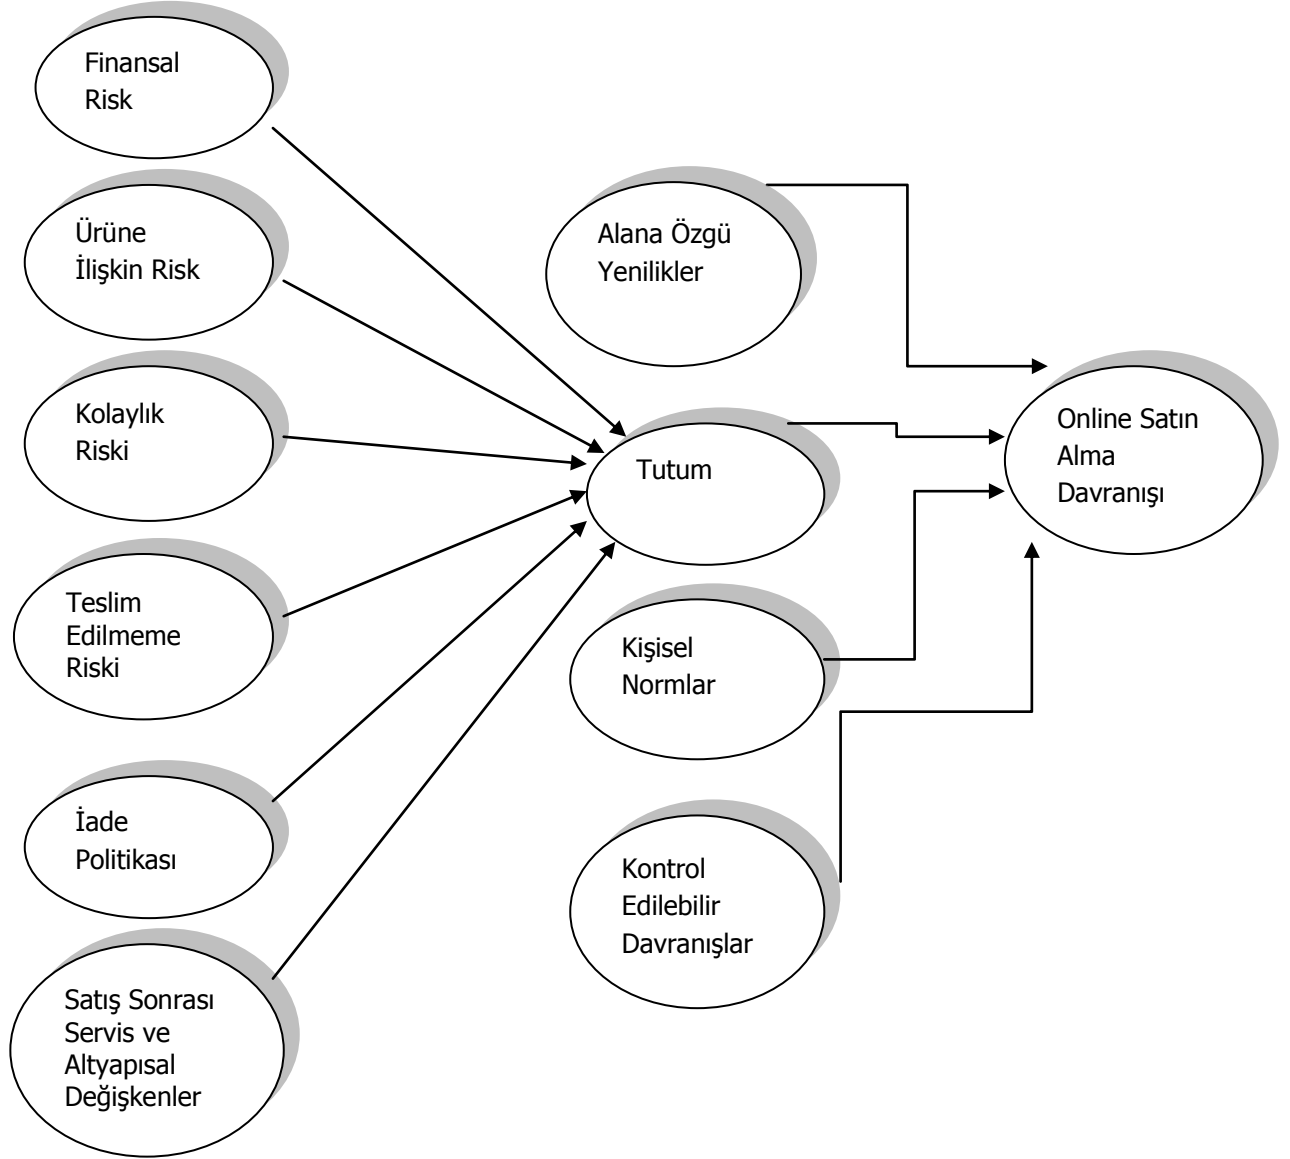 Finansal
Risk
Ürüne
İlişkin Risk
Kolaylık
Riski
Teslim
Edilmeme
Riski
İade
Politikası
Satış Sonrası
Servis ve
Altyapısal
Değişkenler
Alana Özgü
Yenilikler
Tutum
Kişisel
Normlar
Kontrol
Edilebilir
Davranışlar
Online Satın
Alma
Davranışı